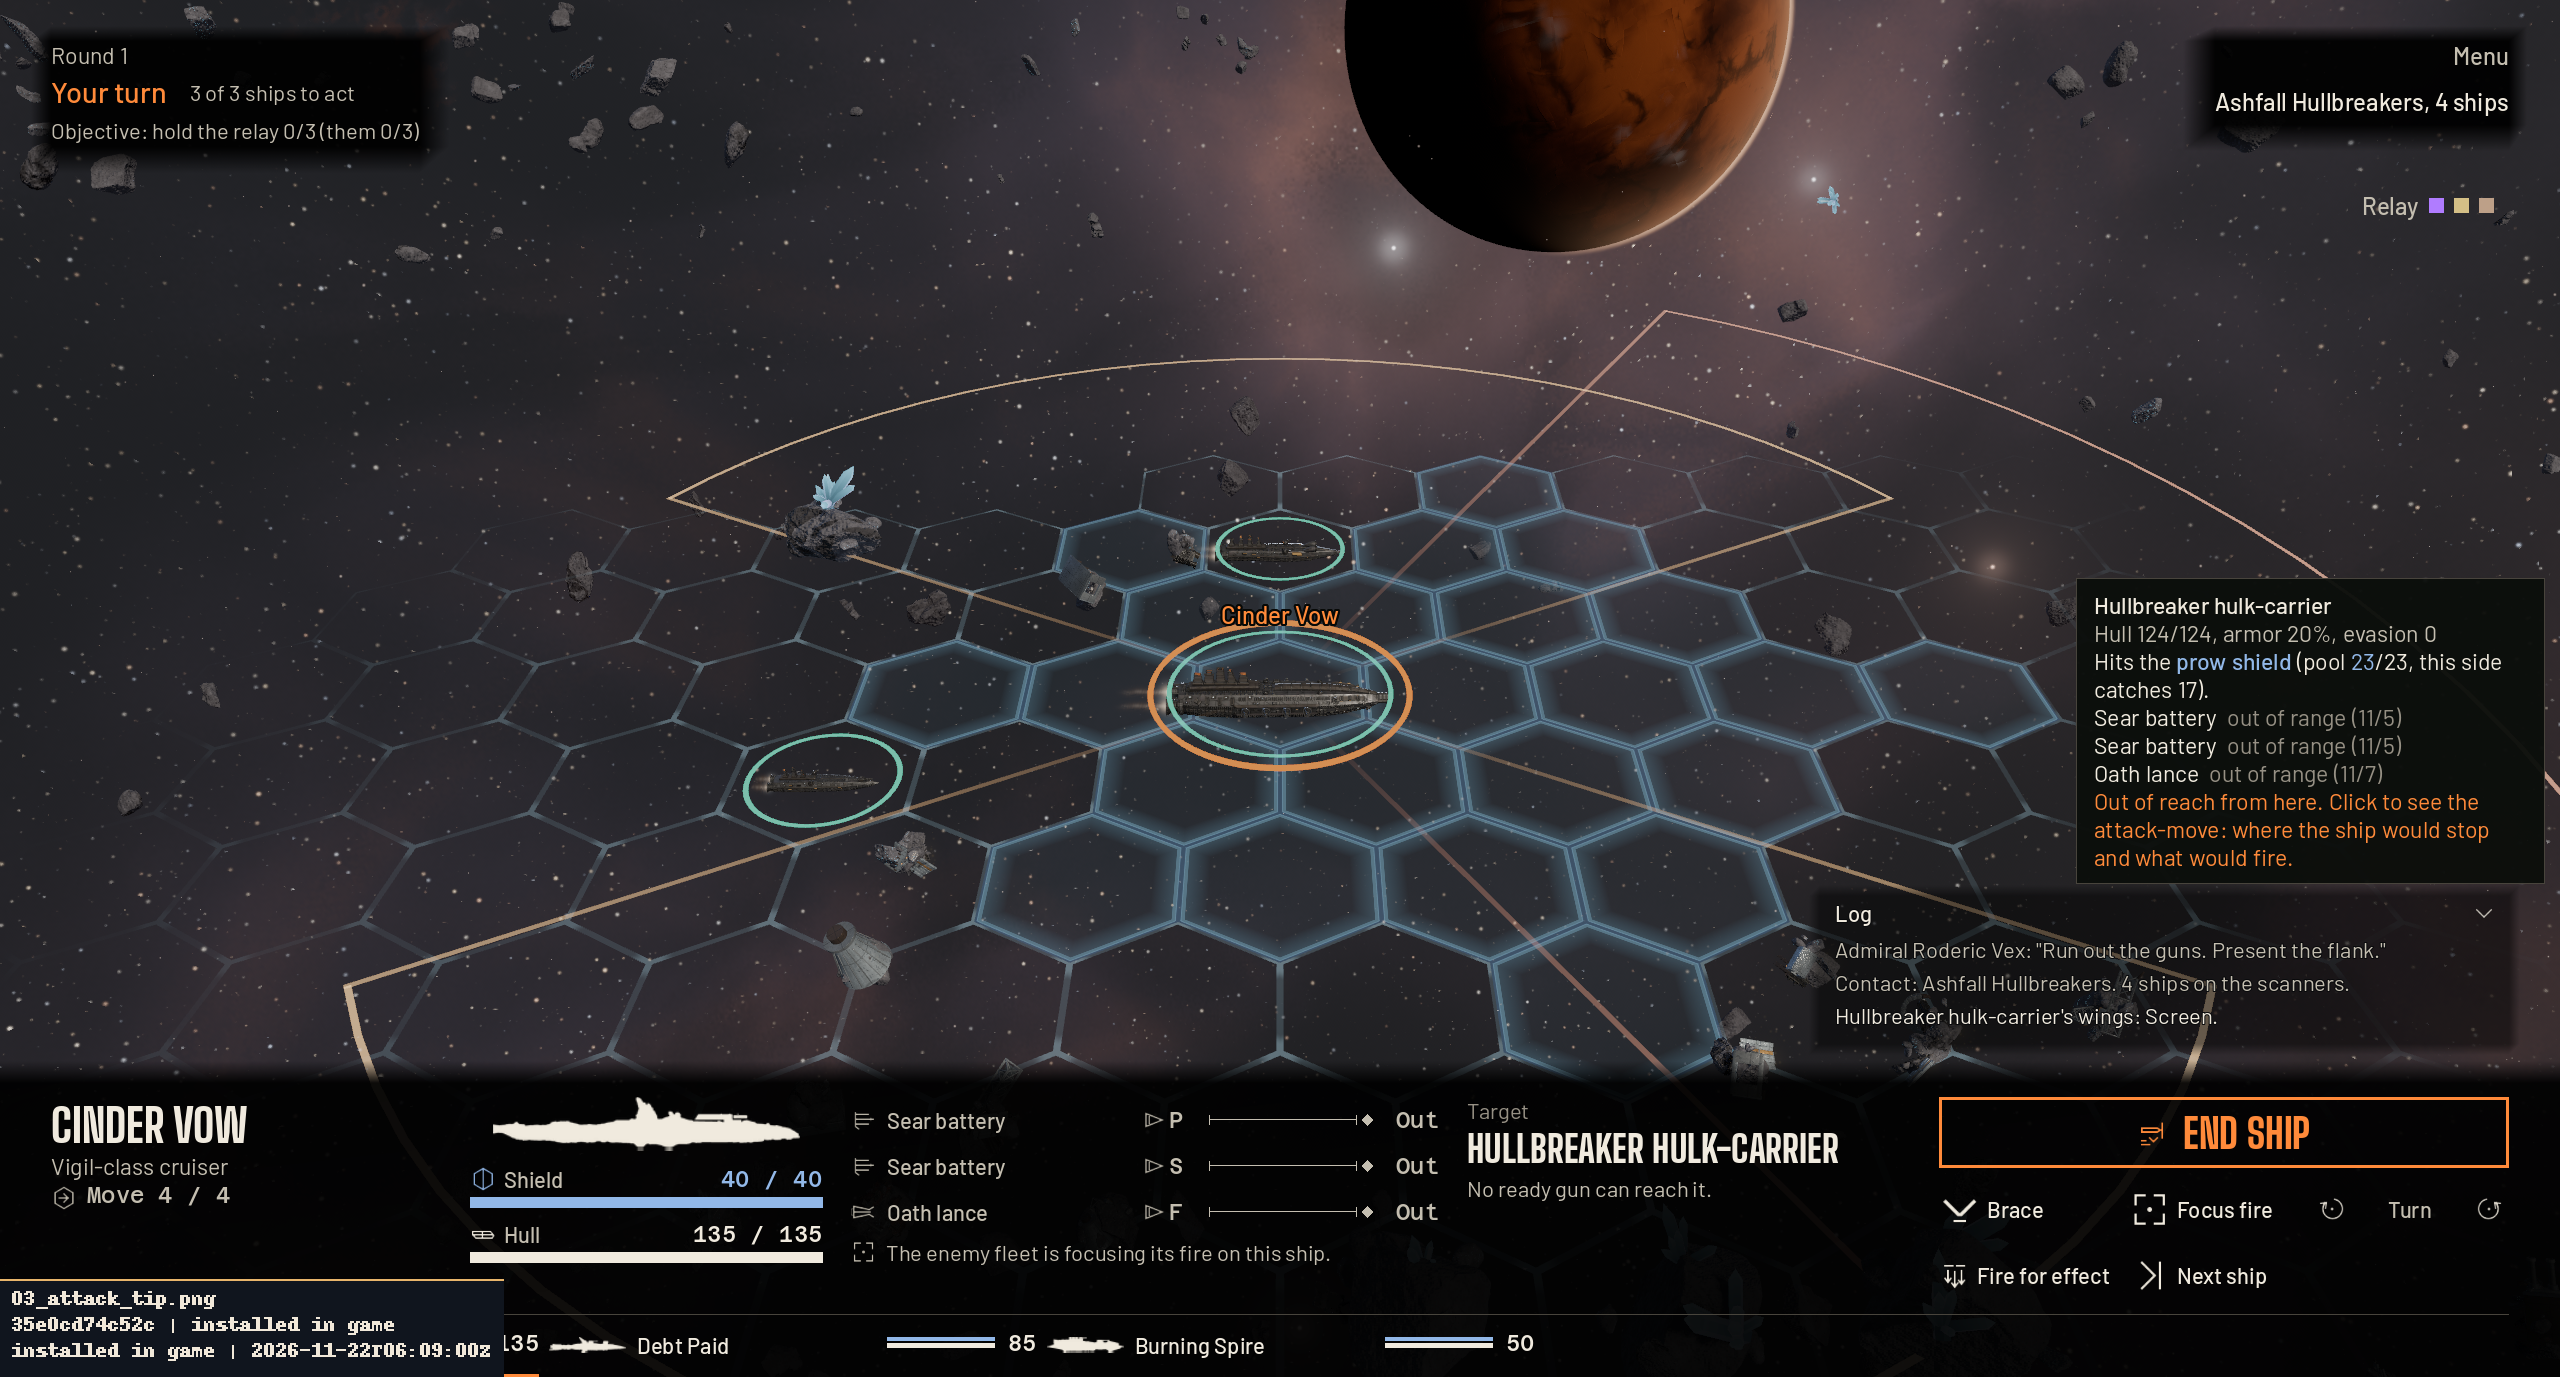 Round 1
Your turn 3 of 3 ships to act
Objective: hold the relay 0/3 (them 0/3)
Menu
Ashfall Hullbreakers, 4 ships
Relay
Cinder Vow
Hullbreaker hulk-carrier
Hull 124/124, armor 20%, evasion 0
Hits the prow shield (pool 23/23, this side
catches 17).
Sear battery out of range (11/5)
Sear battery out of range (11/5)
Oath lance out of range (11/7)
Out of reach from here. Click to see the
attack-move: where the ship would stop
and what would fire.
Log
Admiral Roderic Vex: "Run out the guns. Present the flank."
Contact: Ashfall Hullbreakers. 4 ships on the scanners.
Hullbreaker hulk-carrier's wings: Screen.
CINDER VOW
Vigil-class cruiser
Move 4 / 4
Shield 40 / 40
Hull 135 / 135
Sear battery P Out
Sear battery S Out
Oath lance F Out
The enemy fleet is focusing its fire on this ship.
Target
HULLBREAKER HULK-CARRIER
No ready gun can reach it.
END SHIP
Brace Focus fire Turn
Fire for effect Next ship
03_attack_tip.png
35e0cd74c52c | installed in game
installed in game | 2026-11-22T06:09:00Z
135 Debt Paid 85 Burning Spire 50